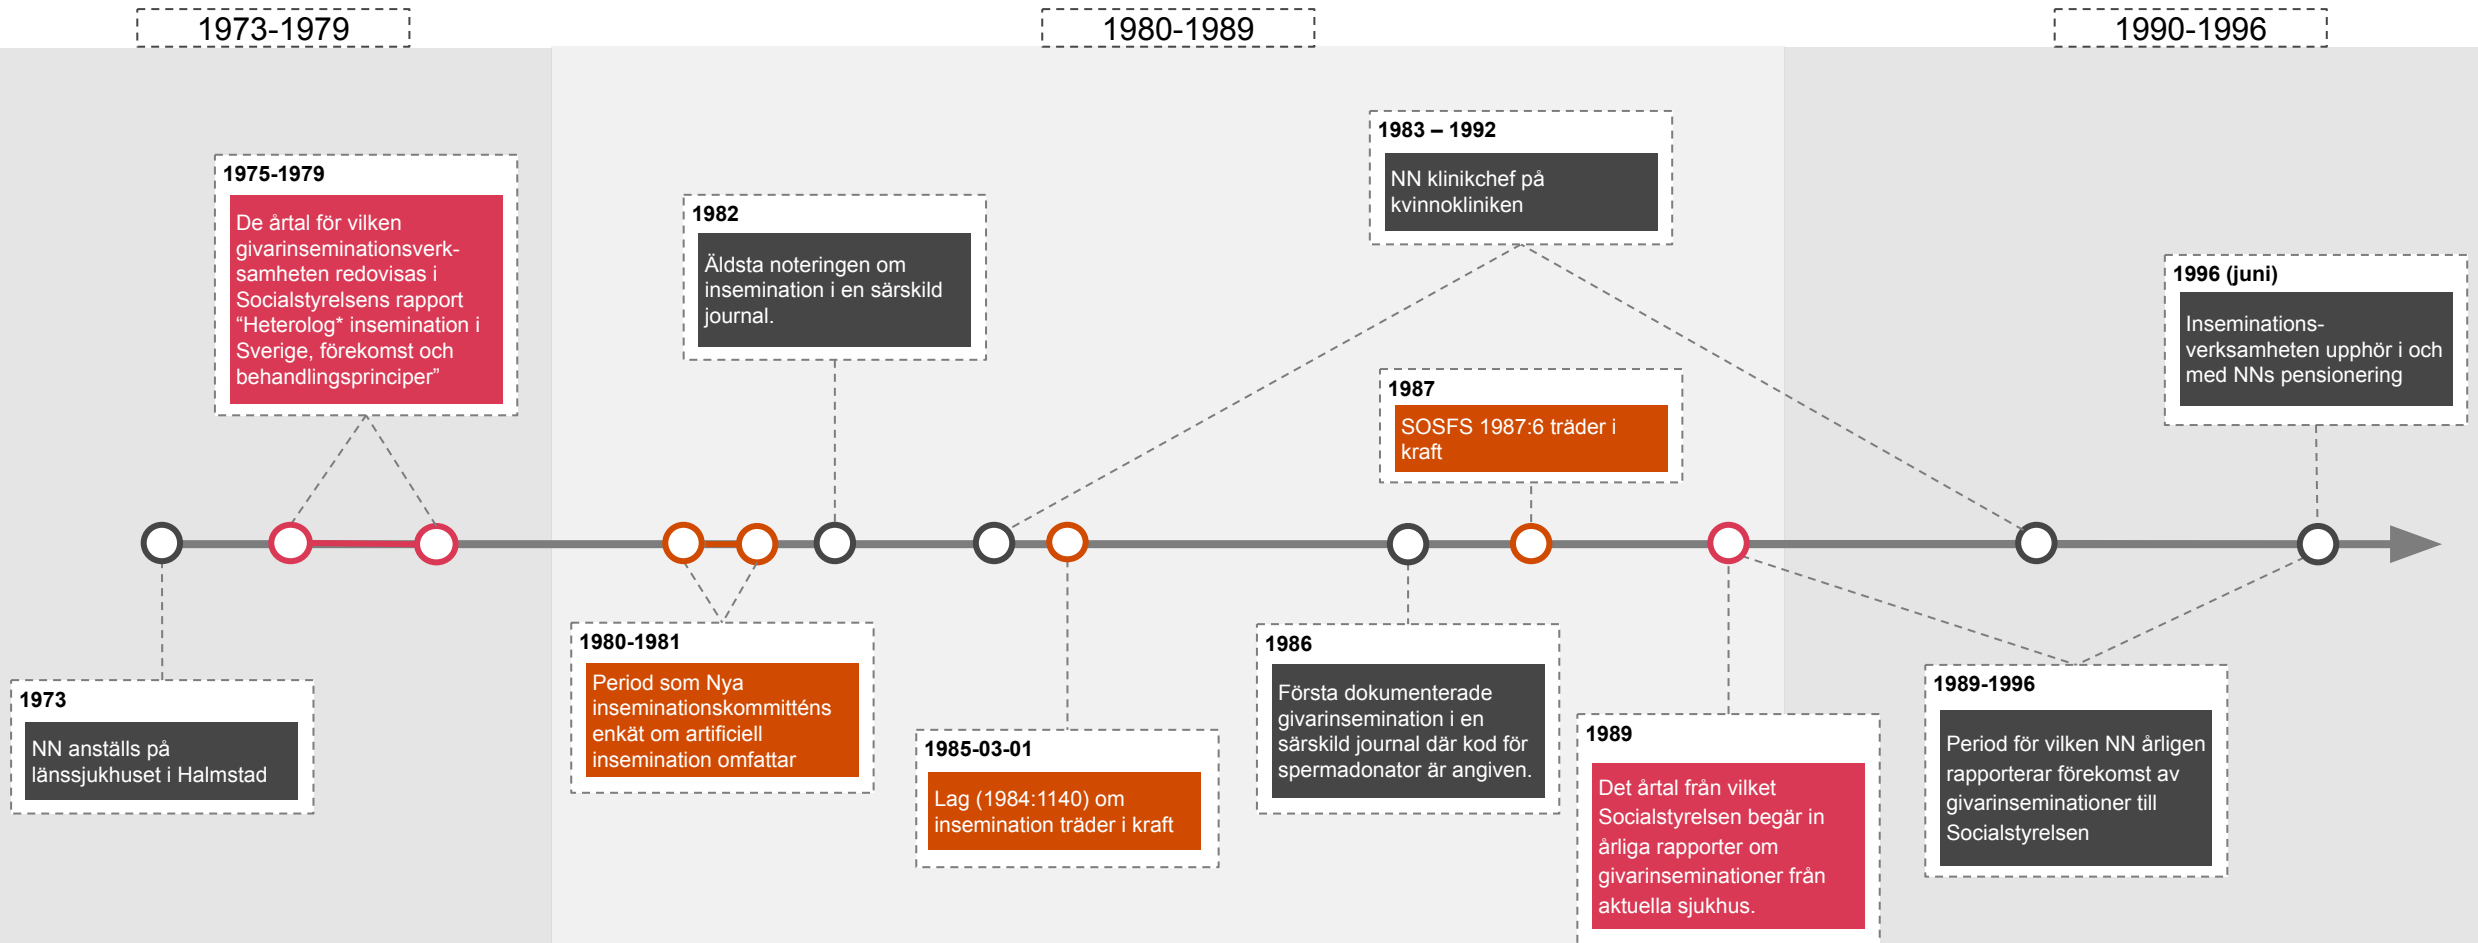 1973-1979
1980-1989
1990-1996
1975-1979
De årtal för vilken
givarinseminationsverk-
samheten redovisas i
Socialstyrelsens rapport
“Heterolog* insemination i
Sverige, förekomst och
behandlingsprinciper”
1982
Äldsta noteringen om
insemination i en särskild
journal.
1983 – 1992
NN klinikchef på
kvinnokliniken
1987
SOSFS 1987:6 träder i
kraft
1996 (juni)
Inseminations-
verksamheten upphör i och
med NNs pensionering
1973
NN anställs på
länssjukhuset i Halmstad
1980-1981
Period som Nya
inseminationskommitténs
enkät om artificiell
insemination omfattar
1985-03-01
Lag (1984:1140) om
insemination träder i kraft
1986
Första dokumenterade
givarinsemination i en
särskild journal där kod för
spermadonator är angiven.
1989
Det årtal från vilket
Socialstyrelsen begär in
årliga rapporter om
givarinseminationer från
aktuella sjukhus.
1989-1996
Period för vilken NN årligen
rapporterar förekomst av
givarinseminationer till
Socialstyrelsen